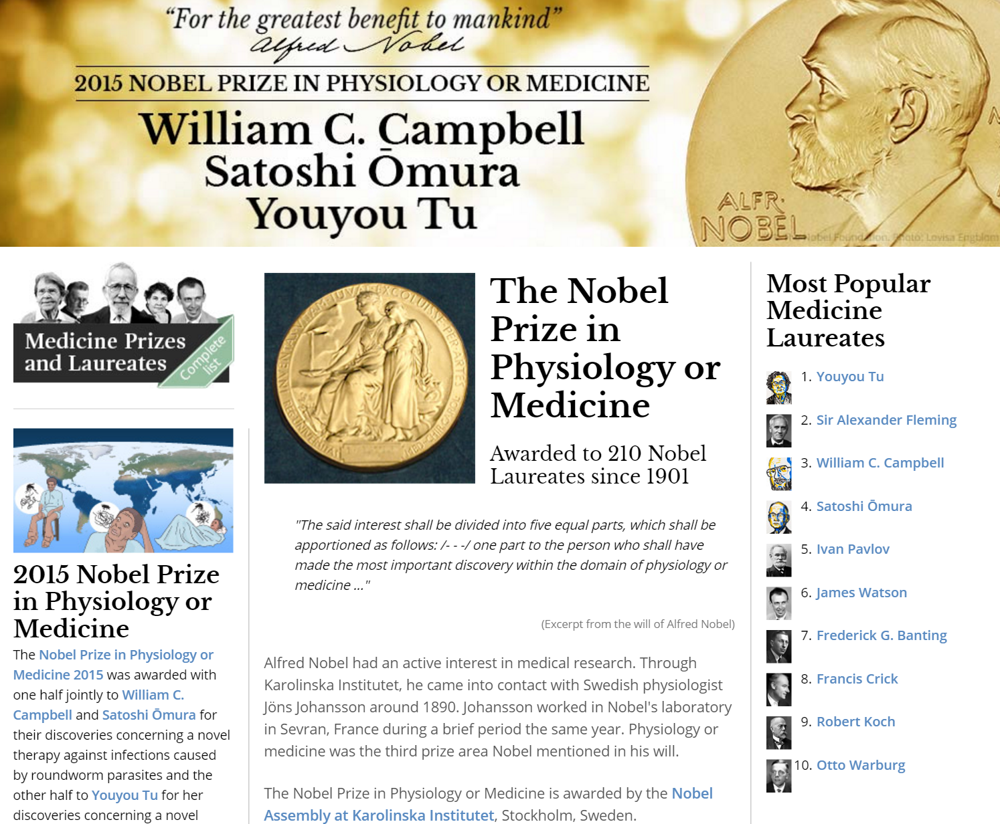 “For the greatest benefit to mankind”
Alfred Nobel
2015 NOBEL PRIZE IN PHYSIOLOGY OR MEDICINE
William C. Campbell
Satoshi Ōmura
Youyou Tu
ALFR.
NOBEL
Nobel Foundation. Photo: Lovisa Engblom
Medicine Prizes
and Laureates
Complete
list
2015 Nobel Prize
in Physiology or
Medicine
The Nobel Prize in Physiology or
Medicine 2015 was awarded with
one half jointly to William C.
Campbell and Satoshi Ōmura for
their discoveries concerning a novel
therapy against infections caused
by roundworm parasites and the
other half to Youyou Tu for her
discoveries concerning a novel
The Nobel
Prize in
Physiology or
Medicine
Awarded to 210 Nobel
Laureates since 1901
"The said interest shall be divided into five equal parts, which shall be
apportioned as follows: /- - -/ one part to the person who shall have
made the most important discovery within the domain of physiology or
medicine ..."
(Excerpt from the will of Alfred Nobel)
Alfred Nobel had an active interest in medical research. Through
Karolinska Institutet, he came into contact with Swedish physiologist
Jöns Johansson around 1890. Johansson worked in Nobel's laboratory
in Sevran, France during a brief period the same year. Physiology or
medicine was the third prize area Nobel mentioned in his will.
The Nobel Prize in Physiology or Medicine is awarded by the Nobel
Assembly at Karolinska Institutet, Stockholm, Sweden.
Most Popular
Medicine
Laureates
1. Youyou Tu
2. Sir Alexander Fleming
3. William C. Campbell
4. Satoshi Ōmura
5. Ivan Pavlov
6. James Watson
7. Frederick G. Banting
8. Francis Crick
9. Robert Koch
10. Otto Warburg